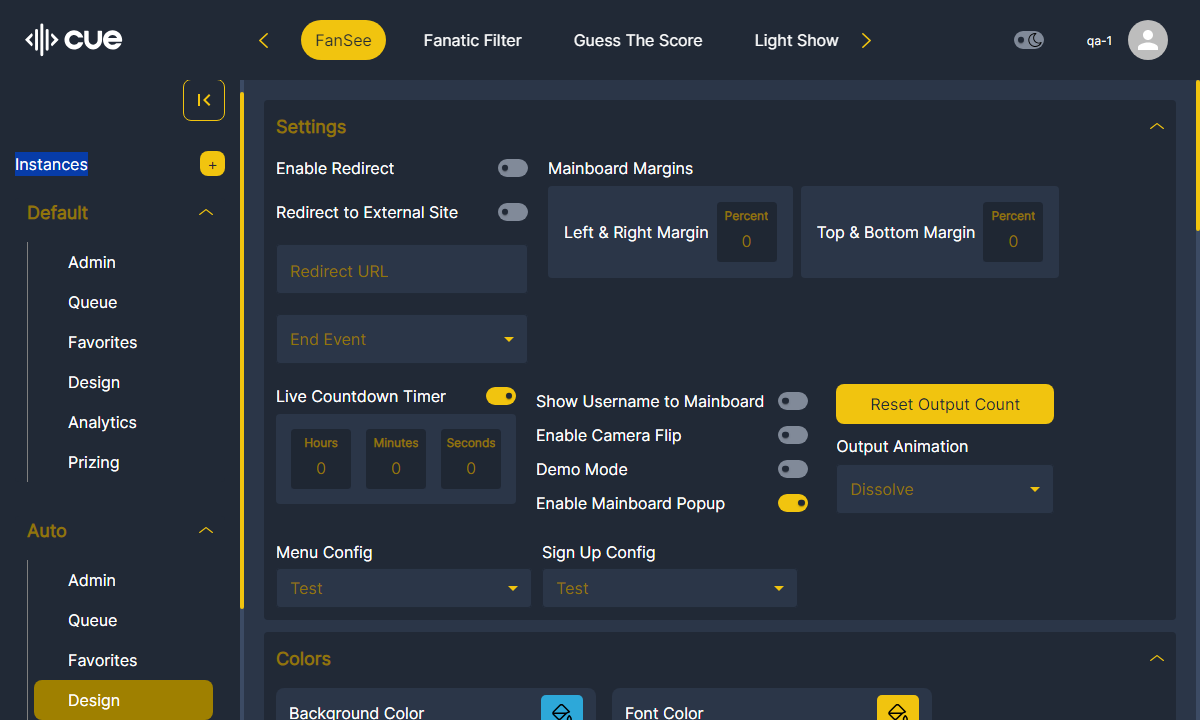 cue
FanSee
Fanatic Filter
Guess The Score
Light Show
qa-1
Instances
+
Default
Admin
Queue
Favorites
Design
Analytics
Prizing
Auto
Admin
Queue
Favorites
Design
Settings
Enable Redirect
Redirect to External Site
Redirect URL
End Event
Mainboard Margins
Left & Right Margin
Percent
0
Top & Bottom Margin
Percent
0
Live Countdown Timer
Hours
0
Minutes
0
Seconds
0
Show Username to Mainboard
Enable Camera Flip
Demo Mode
Enable Mainboard Popup
Reset Output Count
Output Animation
Dissolve
Menu Config
Test
Sign Up Config
Test
Colors
Background Color
Font Color